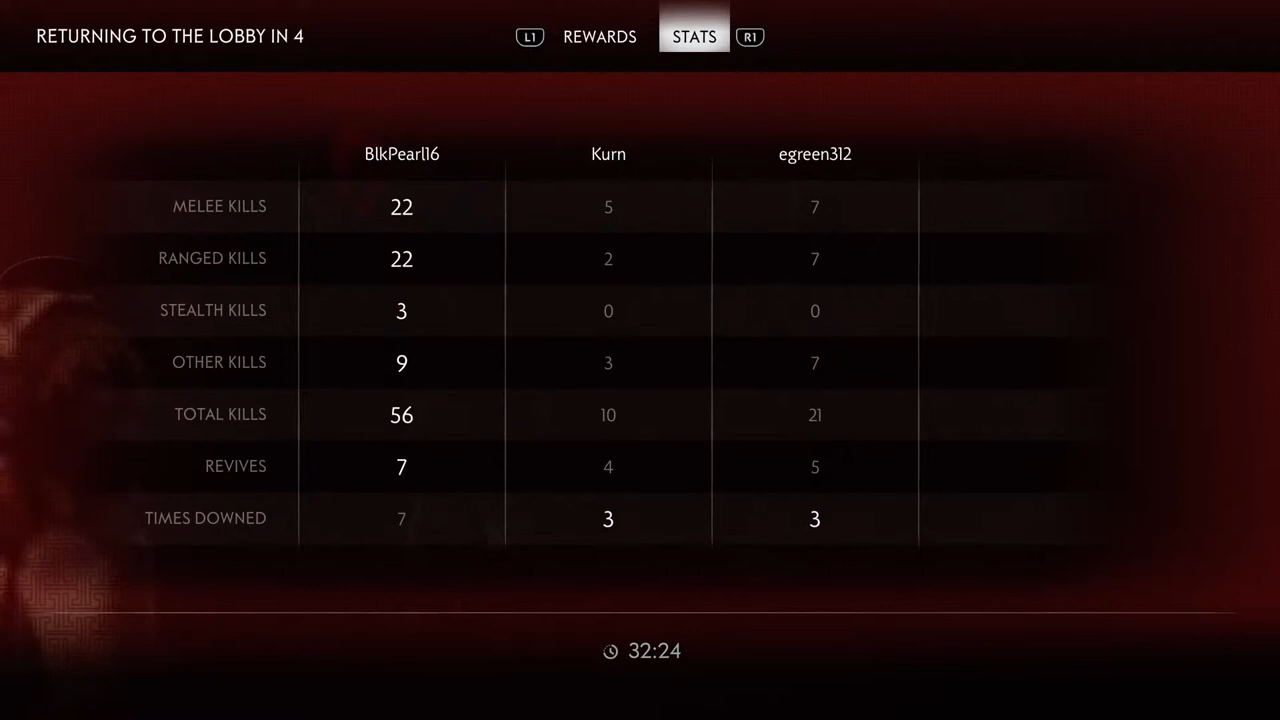 RETURNING TO THE LOBBY IN 4
L1 REWARDS STATS R1
BlkPearl16 Kurn egreen312
MELEE KILLS 22 5 7
RANGED KILLS 22 2 7
STEALTH KILLS 3 0 0
OTHER KILLS 9 3 7
TOTAL KILLS 56 10 21
REVIVES 7 4 5
TIMES DOWNED 7 3 3
32:24